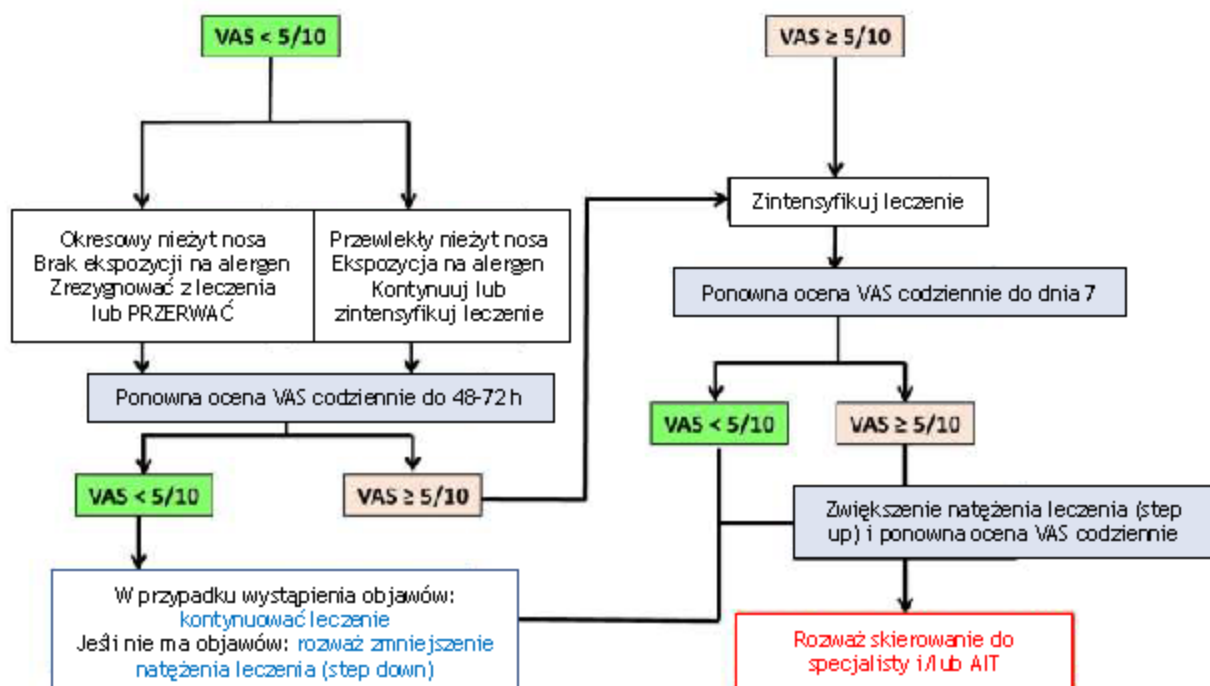 VAS < 5/10
VAS ≥ 5/10
Zintensyfikuj leczenie
Okresowy nieżyt nosa
Brak ekspozycji na alergen
Zrezygnować z leczenia
lub PRZERWAĆ
Przewlekły nieżyt nosa
Ekspozycja na alergen
Kontynuuj lub
zintensyfikuj leczenie
Ponowna ocena VAS codziennie do dnia 7
Ponowna ocena VAS codziennie do 48-72 h
VAS < 5/10
VAS ≥ 5/10
VAS < 5/10
VAS ≥ 5/10
Zwiększenie natężenia leczenia (step
up) i ponowna ocena VAS codziennie
W przypadku wystąpienia objawów:
kontynuować leczenie
Jeśli nie ma objawów: rozważ zmniejszenie
natężenia leczenia (step down)
Rozważ skierowanie do
specjalisty i/lub AIT